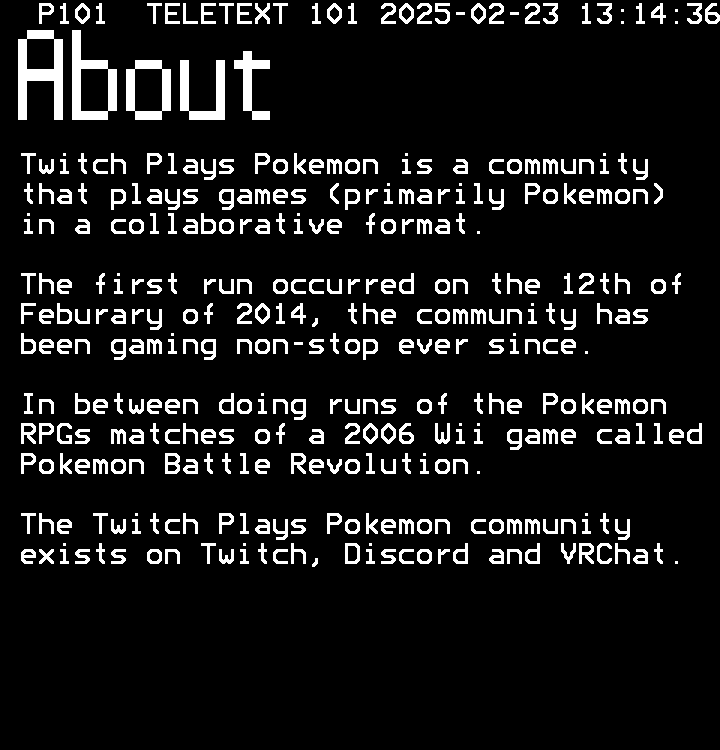 P101 TELETEXT 101 2025-02-23 13:14:36
About
Twitch Plays Pokemon is a community
that plays games (primarily Pokemon)
in a collaborative format.
The first run occurred on the 12th of
Feburary of 2014, the community has
been gaming non-stop ever since.
In between doing runs of the Pokemon
RPGs matches of a 2006 Wii game called
Pokemon Battle Revolution.
The Twitch Plays Pokemon community
exists on Twitch, Discord and VRChat.